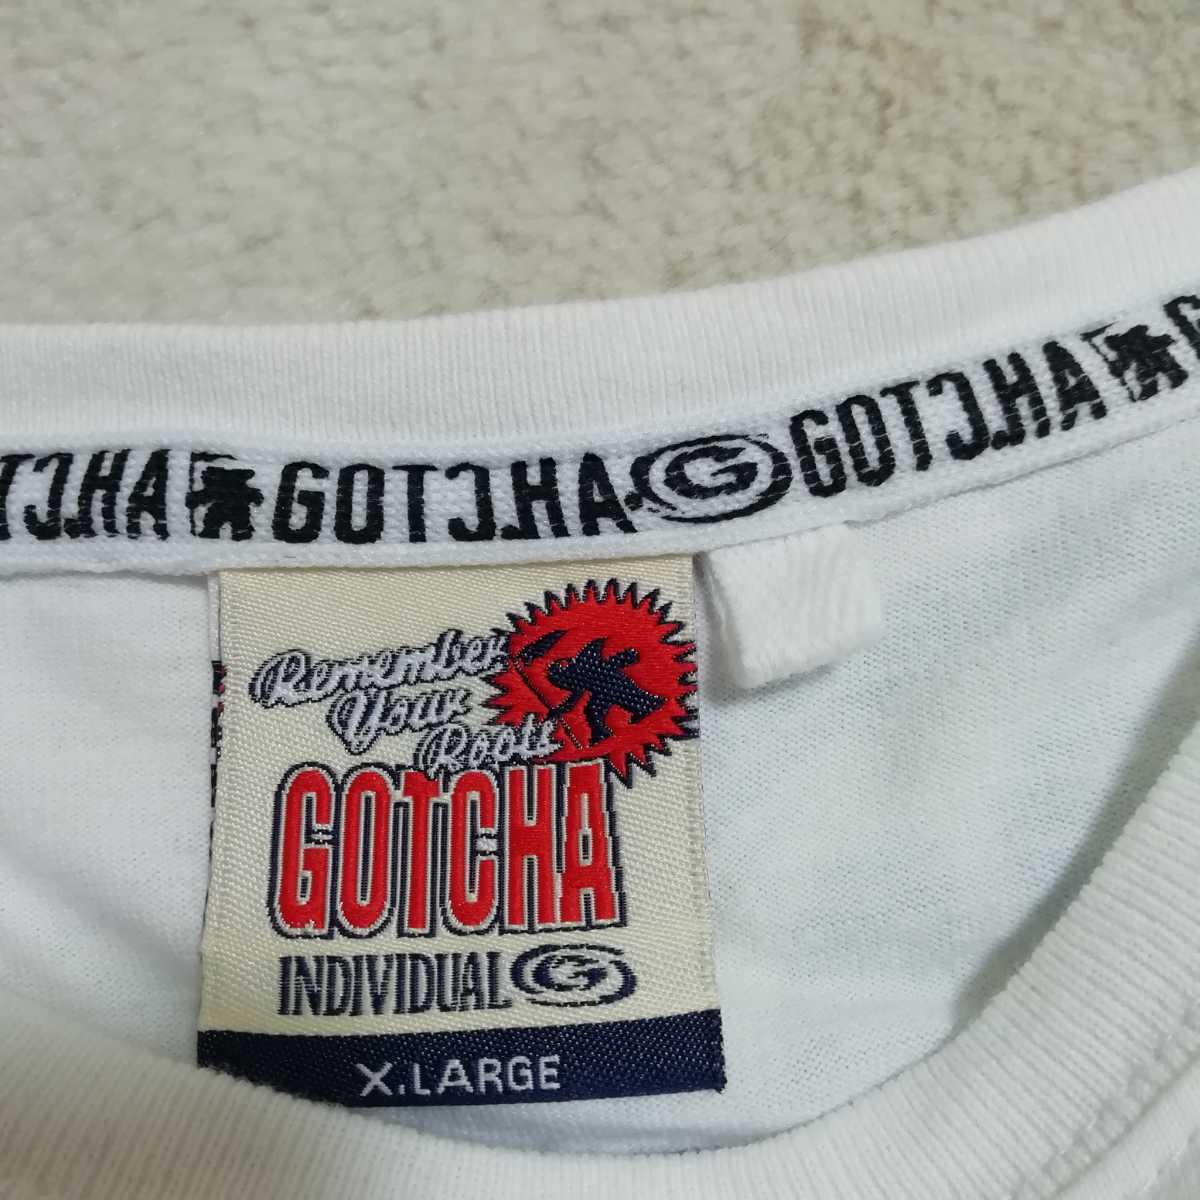 GOTCHA GOTCHA G GOTCHA G
Remember
Your
Roots
GOTCHA
INDIVIDUAL G
X.LARGE